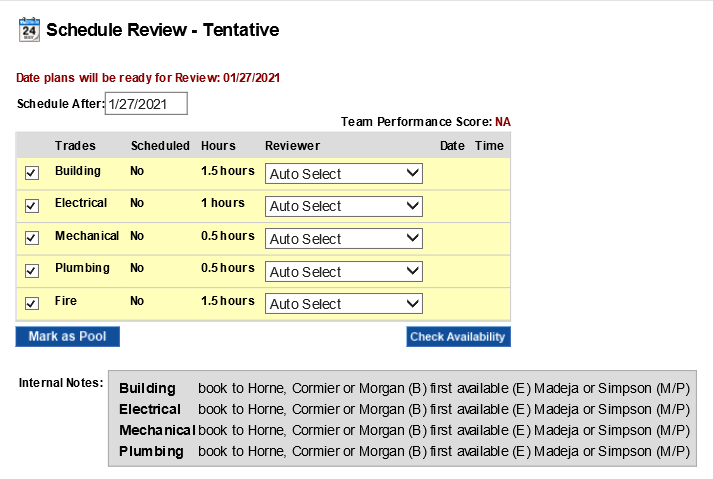 24
Schedule Review - Tentative
Date plans will be ready for Review: 01/27/2021
Schedule After: 1/27/2021
Team Performance Score: NA
Trades Scheduled Hours Reviewer Date Time
Building No 1.5 hours Auto Select
Electrical No 1 hours Auto Select
Mechanical No 0.5 hours Auto Select
Plumbing No 0.5 hours Auto Select
Fire No 1.5 hours Auto Select
Mark as Pool Check Availability
Internal Notes:
Building book to Horne, Cormier or Morgan (B) first available (E) Madeja or Simpson (M/P)
Electrical book to Horne, Cormier or Morgan (B) first available (E) Madeja or Simpson (M/P)
Mechanical book to Horne, Cormier or Morgan (B) first available (E) Madeja or Simpson (M/P)
Plumbing book to Horne, Cormier or Morgan (B) first available (E) Madeja or Simpson (M/P)